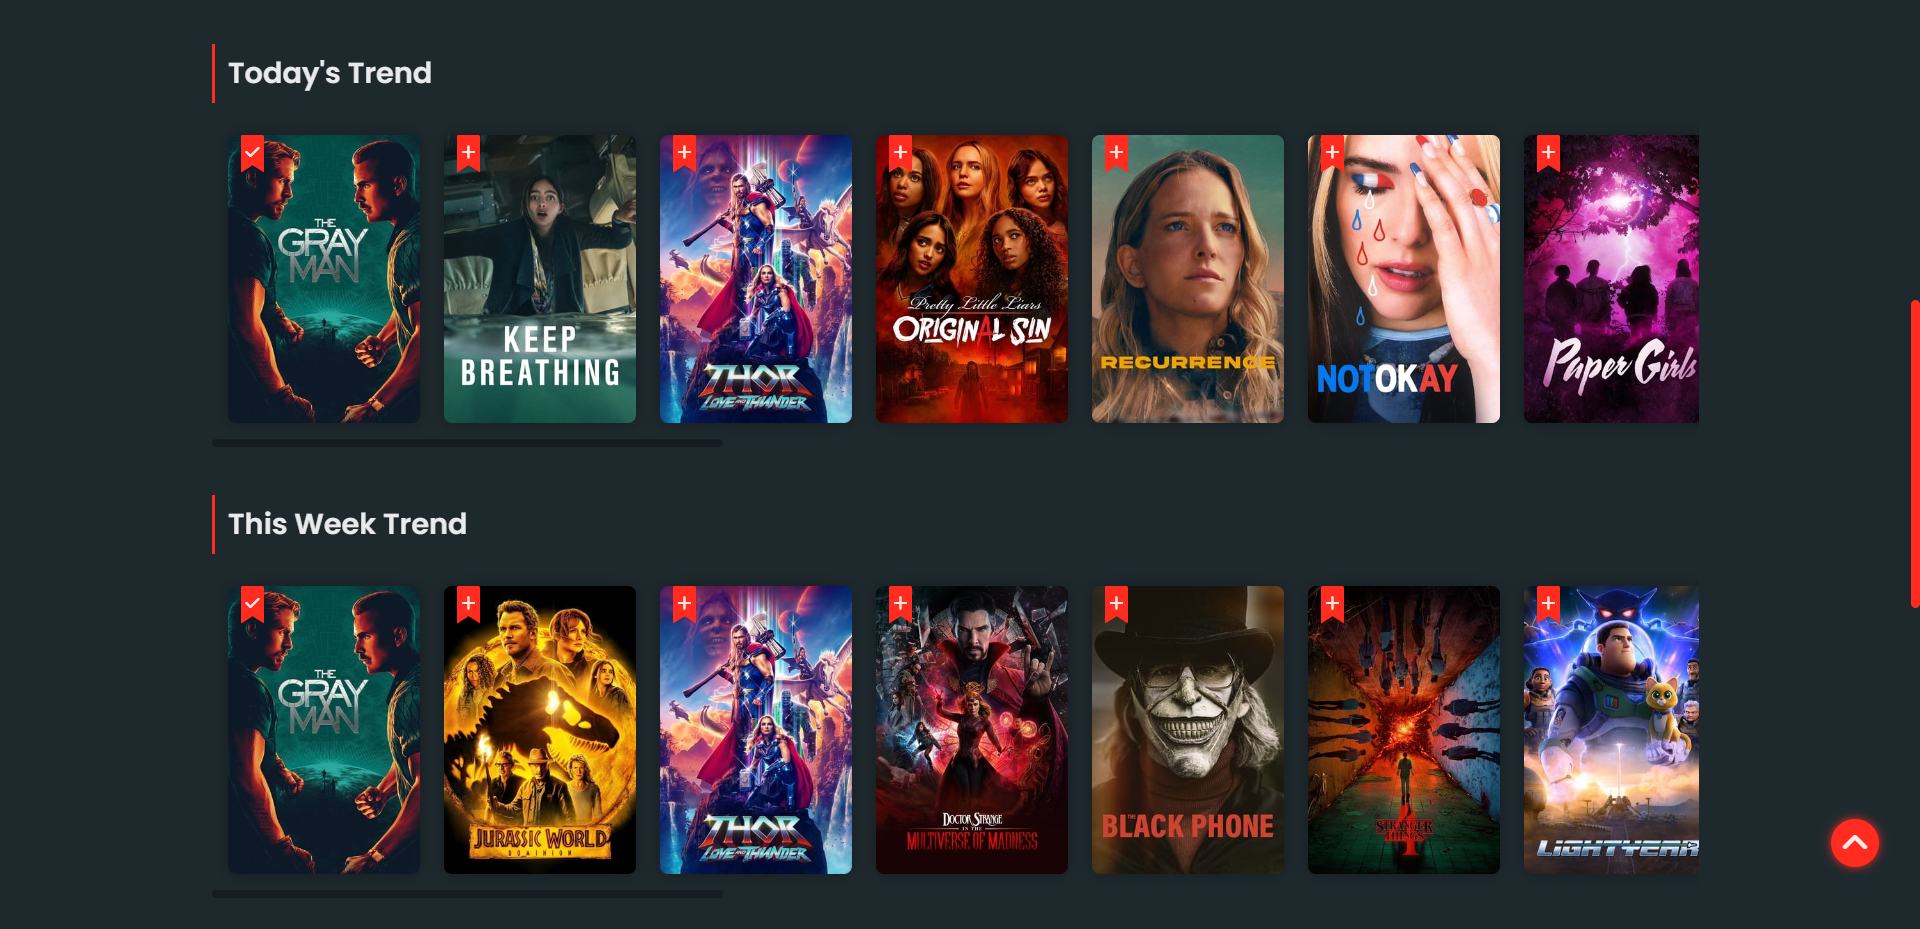 Today's Trend
THE
GRAY
MAN
KEEP
BREATHING
THOR
LOVE AND THUNDER
Pretty Little Liars
ORIGINAL SIN
RECURRENCE
NOTOKAY
Paper Girls
This Week Trend
THE
GRAY
MAN
JURASSIC WORLD
DOMINION
THOR
LOVE AND THUNDER
DOCTOR STRANGE
IN THE
MULTIVERSE OF MADNESS
THE
BLACK PHONE
STRANGER
THINGS
4
LIGHTYEAR